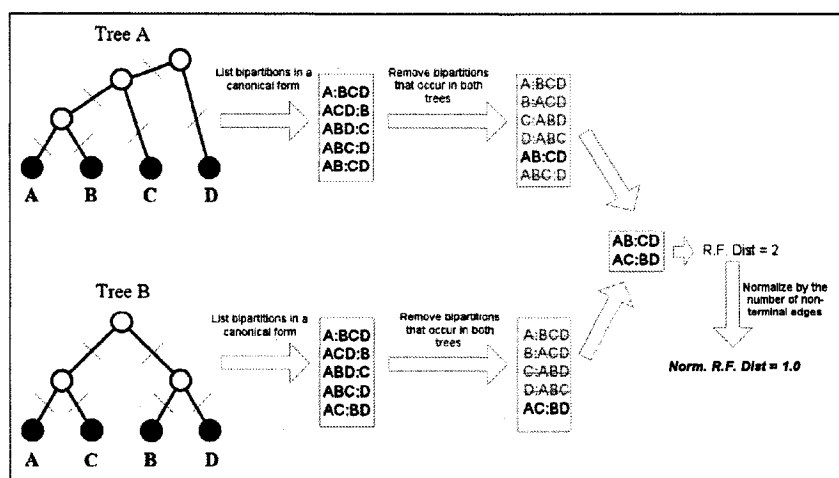 Tree A
A B C D
List bipartitions in a
canonical form
A:BCD
ACD:B
ABD:C
ABC:D
AB:CD
Remove bipartitions
that occur in both
trees
A:BCD
B:ACD
C:ABD
D:ABC
AB:CD
ABC:D
AB:CD
AC:BD
R.F. Dist = 2
Normalize by the
number of non-
terminal edges
Norm. R.F. Dist = 1.0
Tree B
A C B D
List bipartitions in a
canonical form
A:BCD
ACD:B
ABD:C
ABC:D
AC:BD
Remove bipartitions
that occur in both
trees
A:BCD
B:ACD
C:ABD
D:ABC
AC:BD